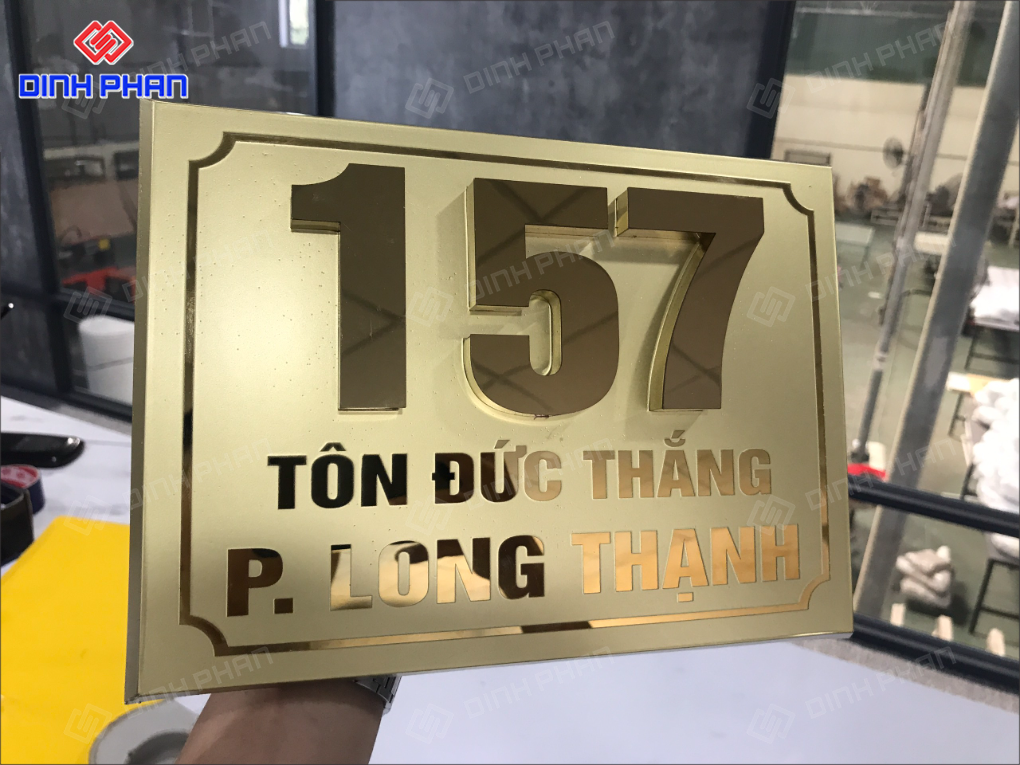 DINH PHAN
157
TÔN ĐỨC THẮNG
P. LONG THẠNH